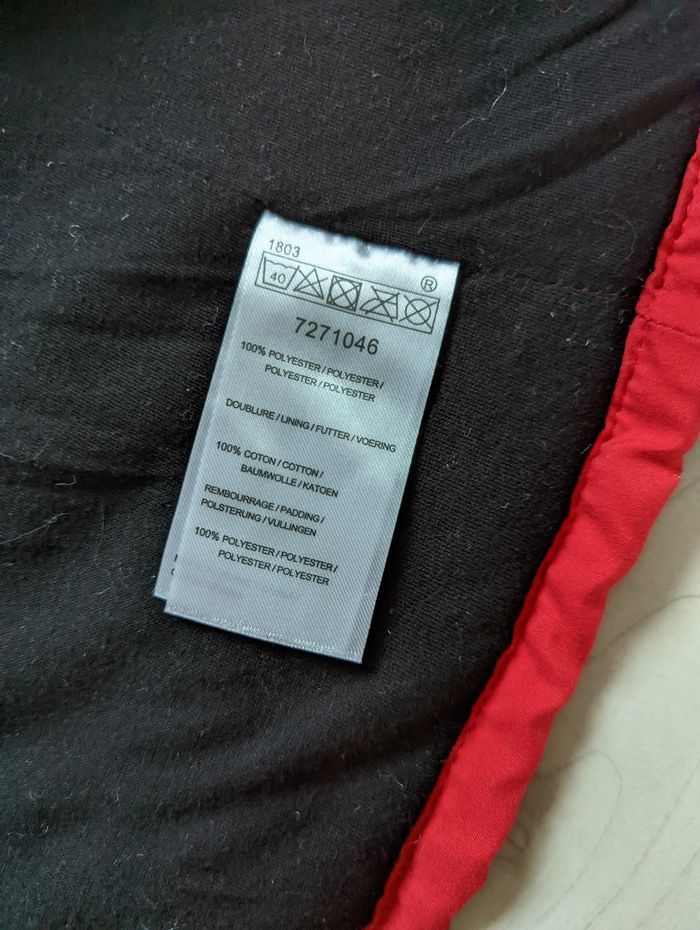 1803
®
40
7271046
100% POLYESTER / POLYESTER /
POLYESTER / POLYESTER
DOUBLURE / LINING / FUTTER / VOERING
100% COTON / COTTON /
BAUMWOLLE / KATOEN
REMBOURRAGE / PADDING /
POLSTERUNG / VULLINGEN
100% POLYESTER / POLYESTER /
POLYESTER / POLYESTER